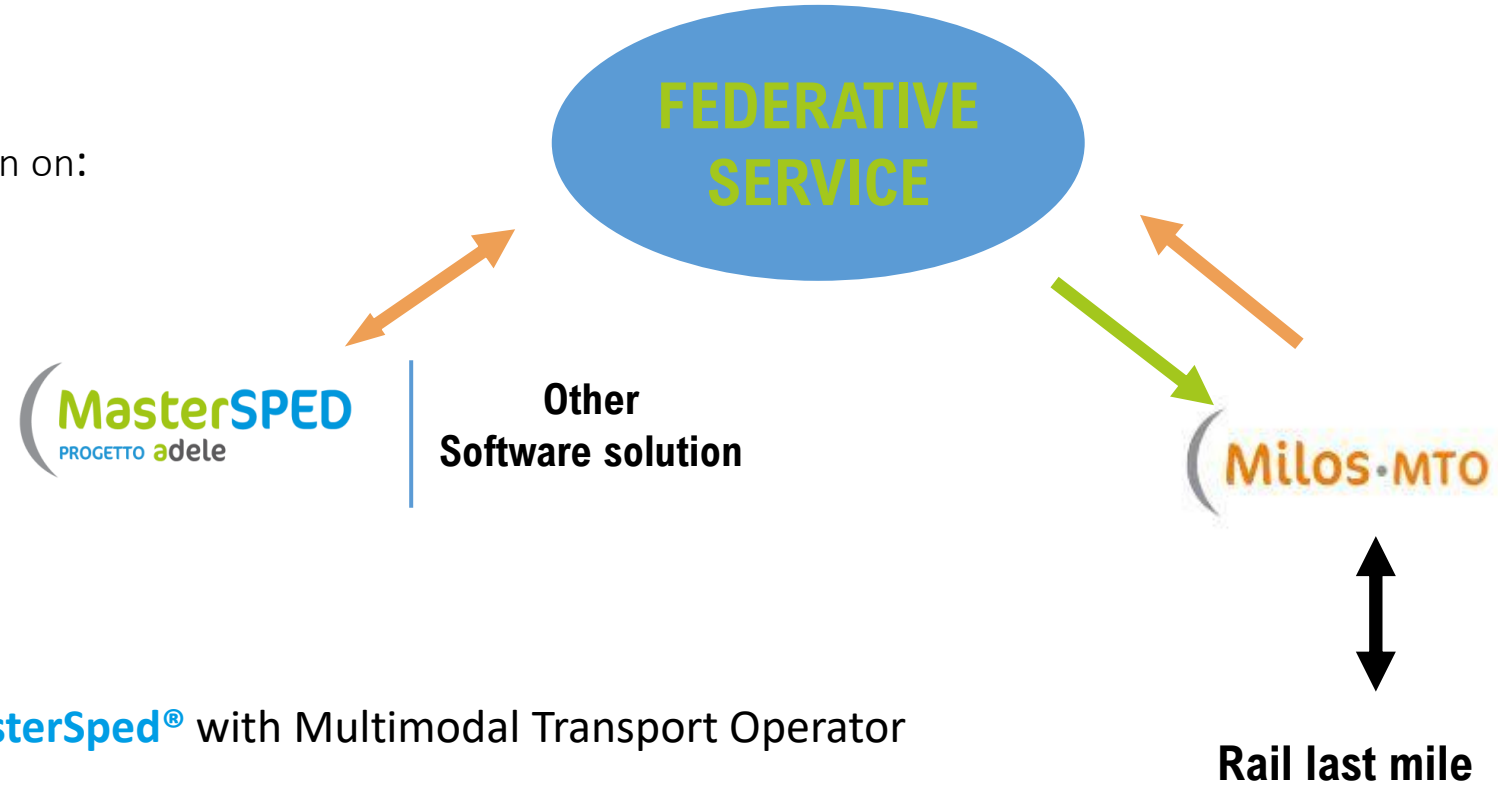 FEDERATIVE
SERVICE
n on:
MasterSPED
PROGETTO adele
Other
Software solution
Milos•MTO
sterSped® with Multimodal Transport Operator
Rail last mile